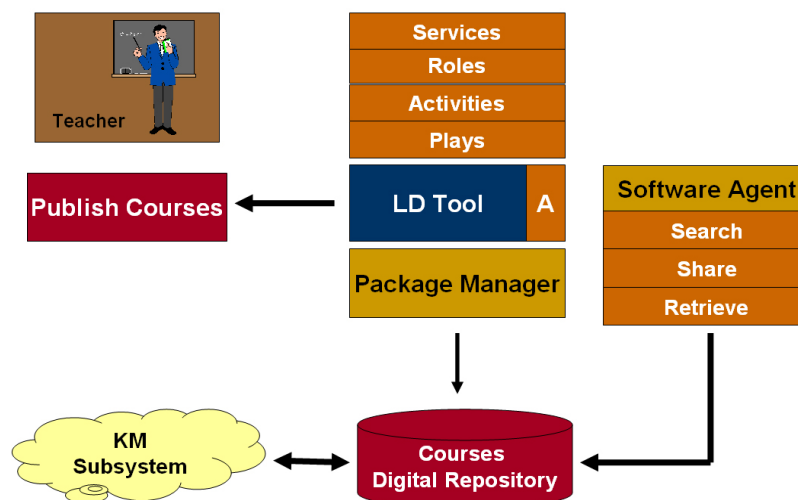 Teacher
Services
Roles
Activities
Plays
Publish Courses
LD Tool
A
Package Manager
Software Agent
Search
Share
Retrieve
KM
Subsystem
Courses
Digital Repository